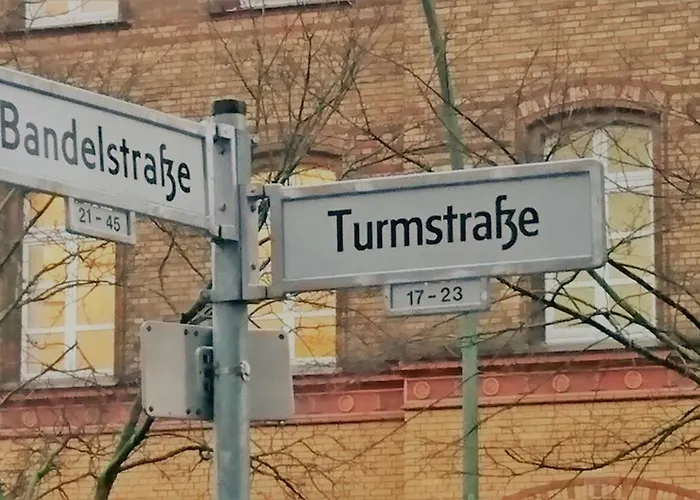 Bandelstraße
21 - 45
Turmstraße
17 - 23